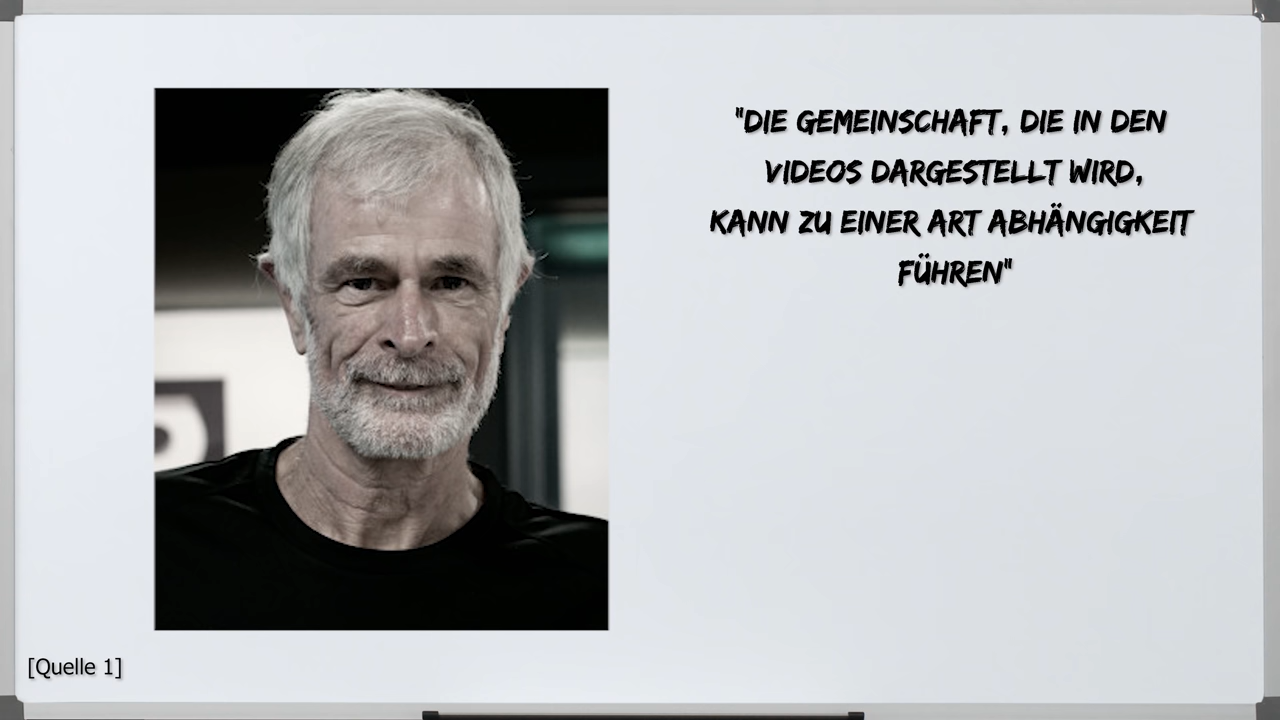 "DIE GEMEINSCHAFT, DIE IN DEN
VIDEOS DARGESTELLT WIRD,
KANN ZU EINER ART ABHÄNGIGKEIT
FÜHREN"
[Quelle 1]